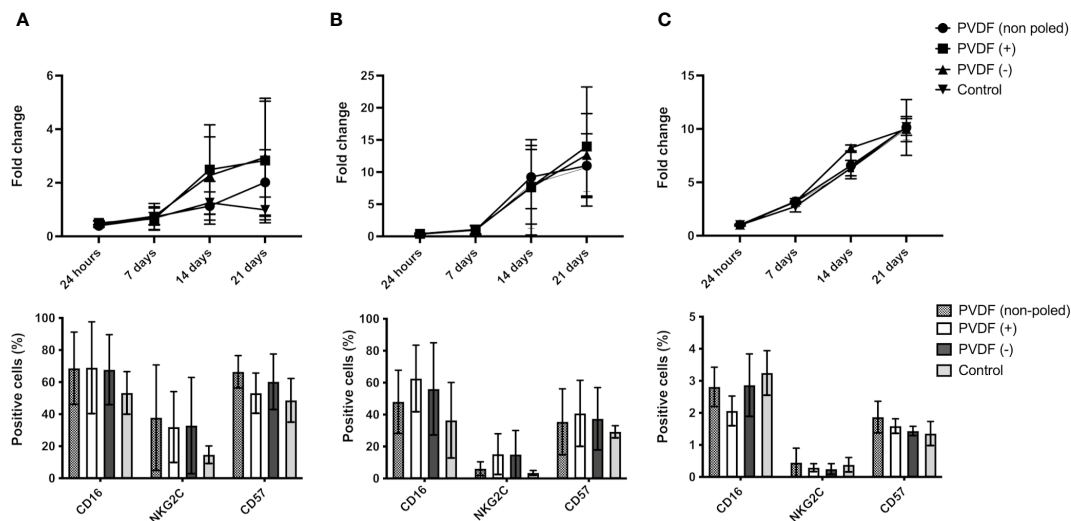 A
B
C
PVDF (non poled)
PVDF (+)
PVDF (-)
Control
Fold change
6
4
2
0
24 hours
7 days
14 days
21 days
Fold change
25
20
15
10
5
0
24 hours
7 days
14 days
21 days
Fold change
15
10
5
0
24 hours
7 days
14 days
21 days
Positive cells (%)
100
80
60
40
20
0
CD16
NKG2C
CD57
Positive cells (%)
100
80
60
40
20
0
CD16
NKG2C
CD57
Positive cells (%)
5
4
3
2
1
0
CD16
NKG2C
CD57
PVDF (non-poled)
PVDF (+)
PVDF (-)
Control